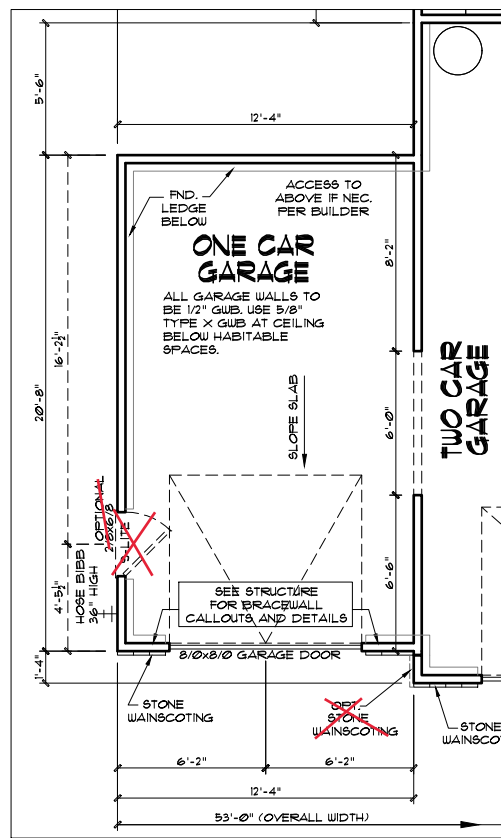 5'-6"
12'-4"
FND.
LEDGE
BELOW
ACCESS TO
ABOVE IF NEC.
PER BUILDER
ONE CAR
GARAGE
ALL GARAGE WALLS TO
BE 1/2" GWB. USE 5/8"
TYPE X GWB AT CEILING
BELOW HABITABLE
SPACES.
8'-2"
16'-2½"
20'-8"
SLOPE SLAB
6'-0"
TWO CAR
GARAGE
OPTIONAL
2/8x6/8
5 LITE
HOSE BIBB
36" HIGH
4'-5½"
6'-6"
SEE STRUCTURE
FOR BRACEWALL
CALLOUTS AND DETAILS
8/0x8/0 GARAGE DOOR
1'-4"
STONE
WAINSCOTING
OPT.
STONE
WAINSCOTING
STONE
WAINSCOT
6'-2"
6'-2"
12'-4"
53'-0" (OVERALL WIDTH)